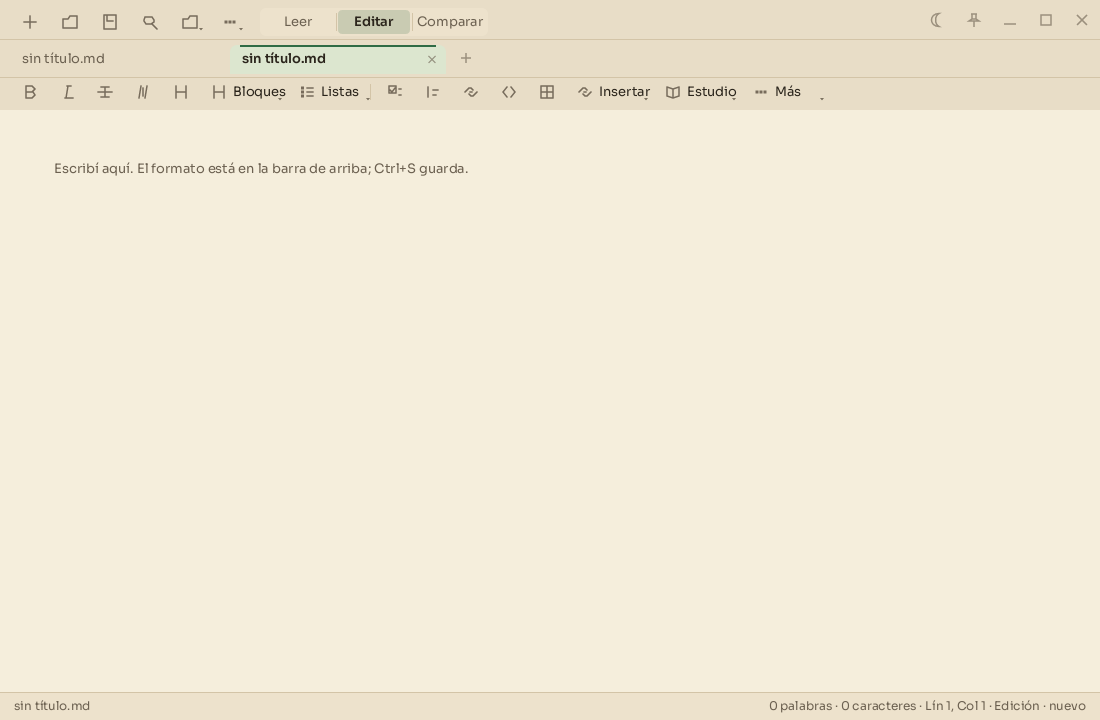 Leer Editar Comparar
sin título.md sin título.md
Bloques Listas Insertar Estudio Más
Escribí aquí. El formato está en la barra de arriba; Ctrl+S guarda.
sin título.md 0 palabras · 0 caracteres · Lín 1, Col 1 · Edición · nuevo